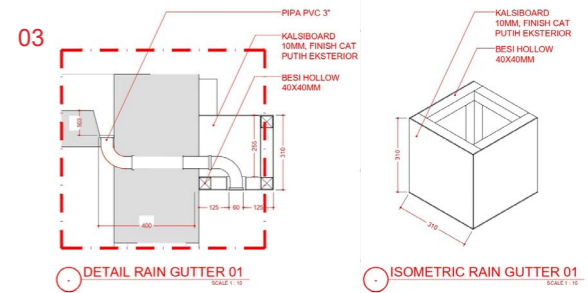 03
PIPA PVC 3"
KALSIBOARD
10MM, FINISH CAT
PUTIH EKSTERIOR
BESI HOLLOW
40X40MM
310
125
60
125
400
- DETAIL RAIN GUTTER 01
SCALE 1 : 10
KALSIBOARD
10MM, FINISH CAT
PUTIH EKSTERIOR
BESI HOLLOW
40X40MM
310
310
- ISOMETRIC RAIN GUTTER 01
SCALE 1 : 10